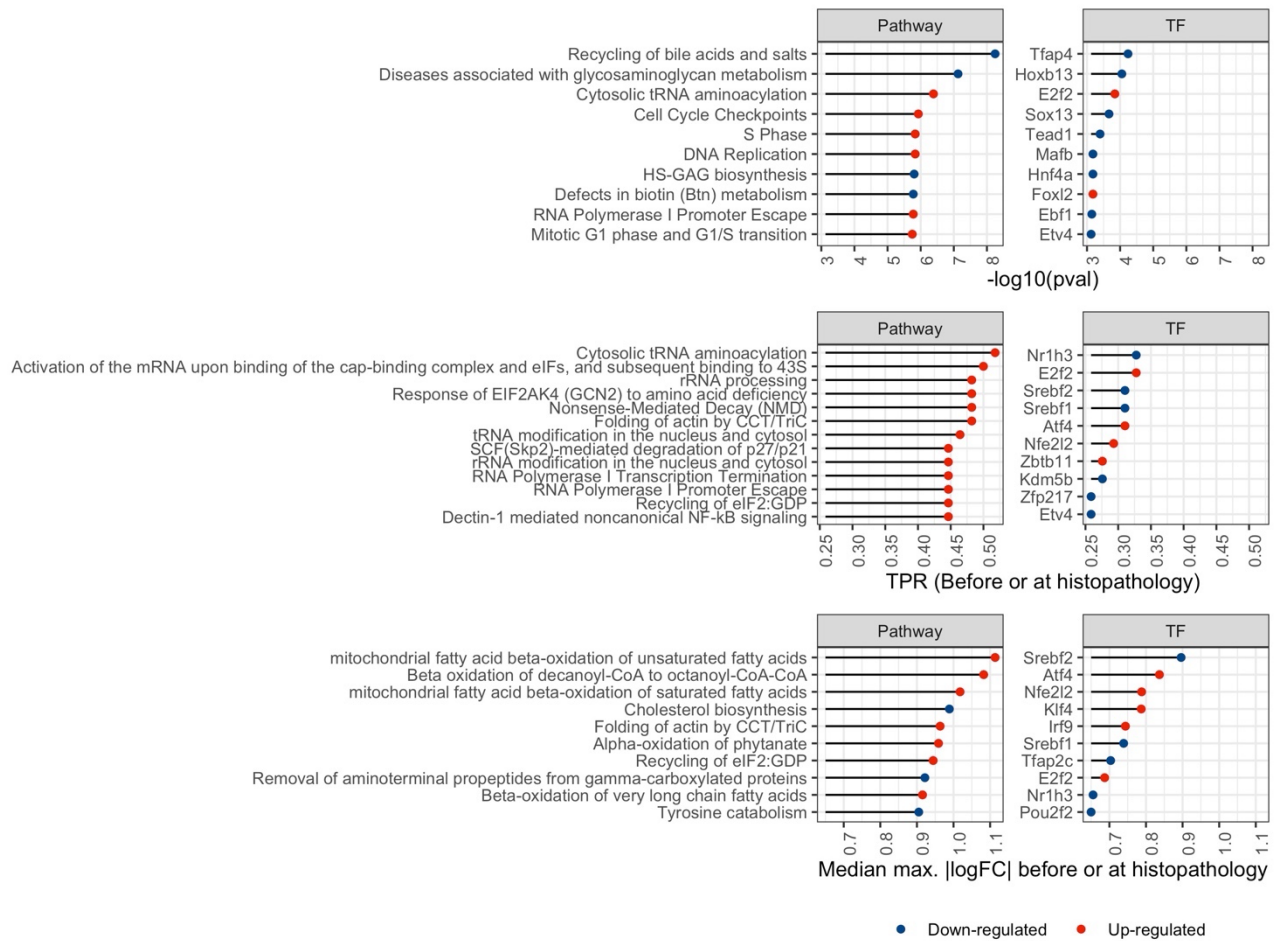 Pathway
TF
Recycling of bile acids and salts
Diseases associated with glycosaminoglycan metabolism
Cytosolic tRNA aminoacylation
Cell Cycle Checkpoints
S Phase
DNA Replication
HS-GAG biosynthesis
Defects in biotin (Btn) metabolism
RNA Polymerase I Promoter Escape
Mitotic G1 phase and G1/S transition
Tfap4
Hoxb13
E2f2
Sox13
Tead1
Mafb
Hnf4a
Foxl2
Ebf1
Etv4
3 4 5 6 7 8
3 4 5 6 7 8
-log10(pval)
Pathway
TF
Cytosolic tRNA aminoacylation
Activation of the mRNA upon binding of the cap-binding complex and eIFs, and subsequent binding to 43S
rRNA processing
Response of EIF2AK4 (GCN2) to amino acid deficiency
Nonsense-Mediated Decay (NMD)
Folding of actin by CCT/TriC
tRNA modification in the nucleus and cytosol
SCF(Skp2)-mediated degradation of p27/p21
rRNA modification in the nucleus and cytosol
RNA Polymerase I Transcription Termination
RNA Polymerase I Promoter Escape
Recycling of eIF2:GDP
Dectin-1 mediated noncanonical NF-kB signaling
Nr1h3
E2f2
Srebf2
Srebf1
Atf4
Nfe2l2
Zbtb11
Kdm5b
Zfp217
Etv4
0.25 0.30 0.35 0.40 0.45 0.50
0.25 0.30 0.35 0.40 0.45 0.50
TPR (Before or at histopathology)
Pathway
TF
mitochondrial fatty acid beta-oxidation of unsaturated fatty acids
Beta oxidation of decanoyl-CoA to octanoyl-CoA-CoA
mitochondrial fatty acid beta-oxidation of saturated fatty acids
Cholesterol biosynthesis
Folding of actin by CCT/TriC
Alpha-oxidation of phytanate
Recycling of eIF2:GDP
Removal of aminoterminal propeptides from gamma-carboxylated proteins
Beta-oxidation of very long chain fatty acids
Tyrosine catabolism
Srebf2
Atf4
Nfe2l2
Klf4
Irf9
Srebf1
Tfap2c
E2f2
Nr1h3
Pou2f2
0.7 0.8 0.9 1.0 1.1
0.7 0.8 0.9 1.0 1.1
Median max. |logFC| before or at histopathology
Down-regulated
Up-regulated